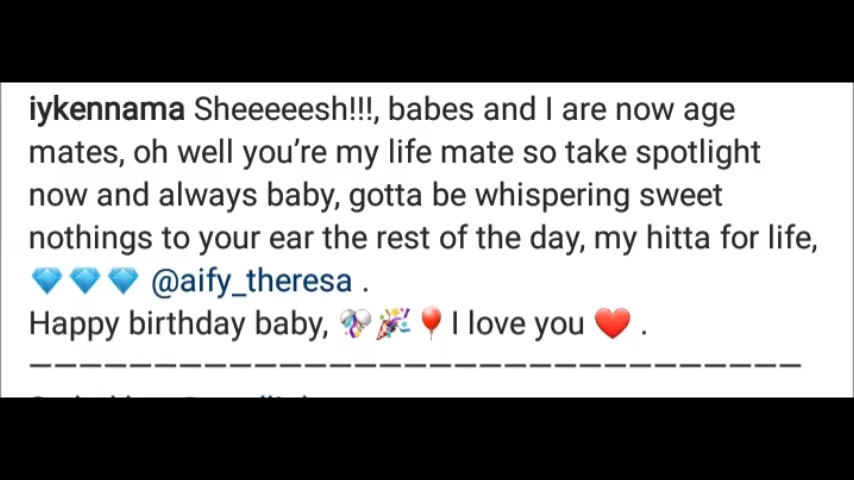 iykennama Sheeeeesh!!!, babes and I are now age
mates, oh well you’re my life mate so take spotlight
now and always baby, gotta be whispering sweet
nothings to your ear the rest of the day, my hitta for life,
💎💎💎 @aify_theresa .
Happy birthday baby, 🎊🎉🎈I love you ❤️ .
———————————————————————————————